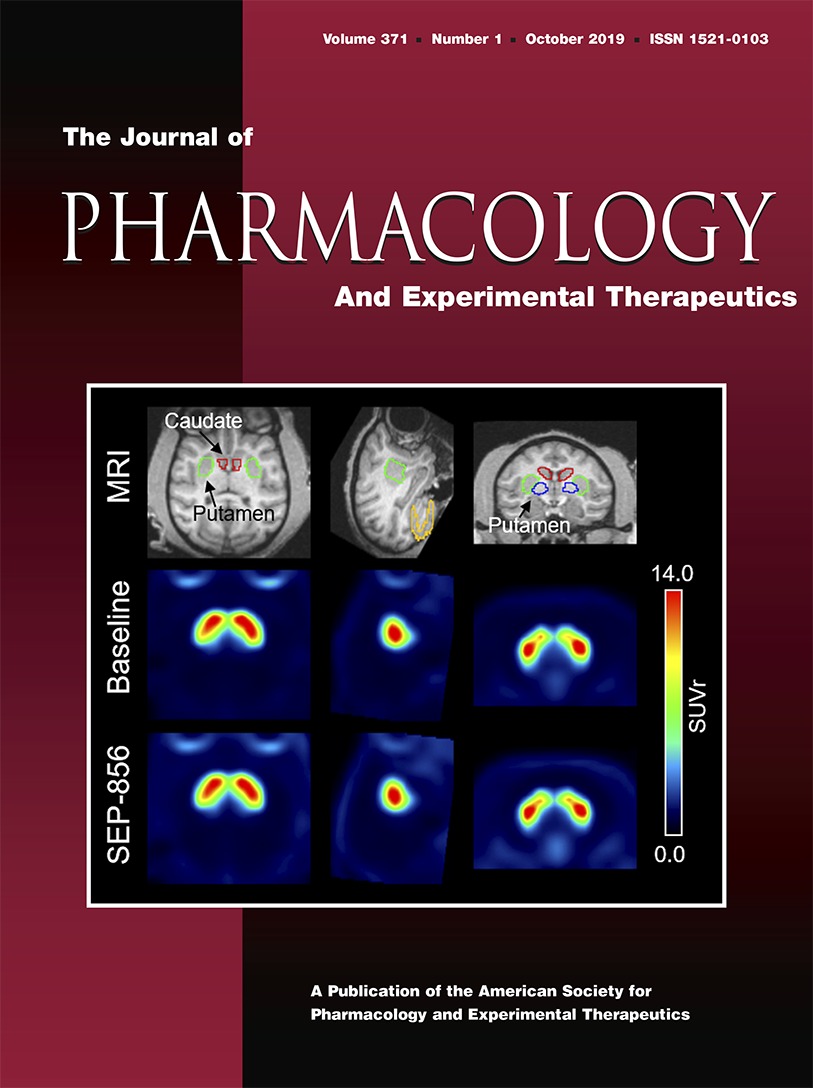 Volume 371 ▪ Number 1 ▪ October 2019 ▪ ISSN 1521-0103
The Journal of
PHARMACOLOGY
And Experimental Therapeutics
MRI
Caudate
Putamen
Putamen
Baseline
SEP-856
14.0
SUVr
0.0
A Publication of the American Society for
Pharmacology and Experimental Therapeutics